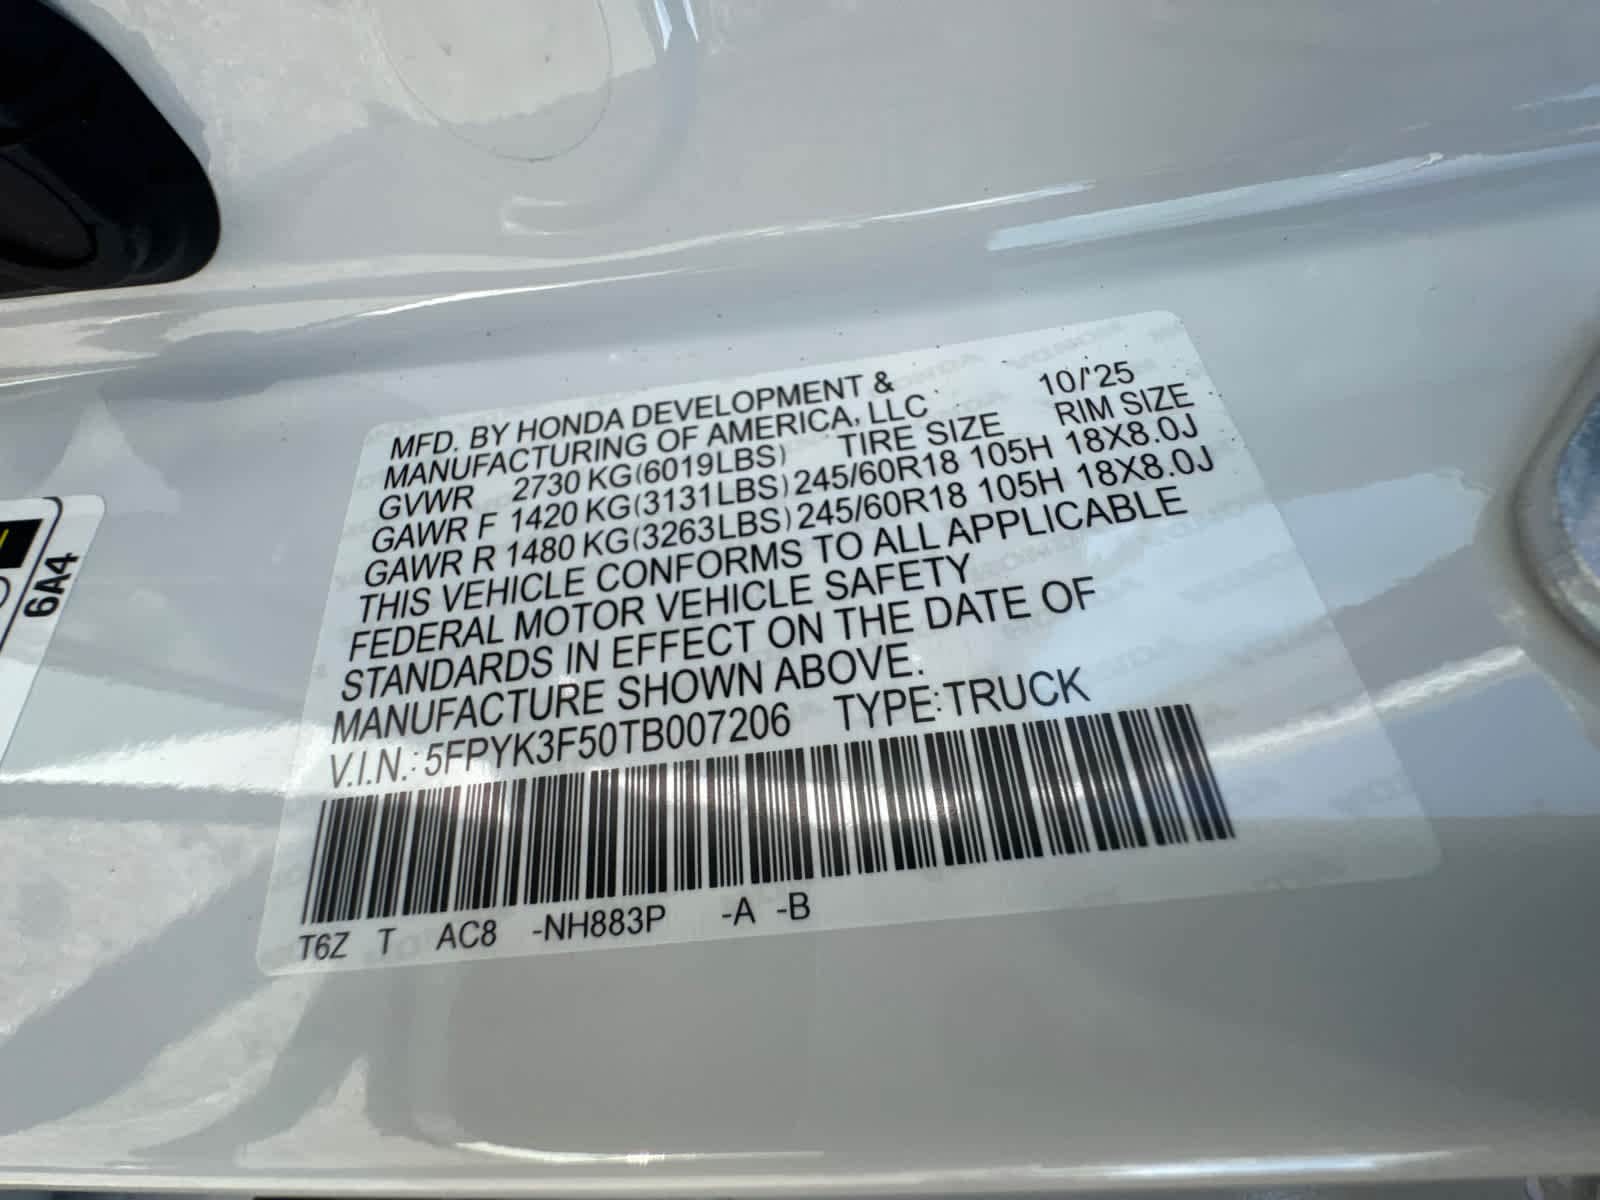 MFD. BY HONDA DEVELOPMENT & 10/'25
MANUFACTURING OF AMERICA, LLC
GVWR 2730 KG(6019LBS) TIRE SIZE RIM SIZE
GAWR F 1420 KG(3131LBS) 245/60R18 105H 18X8.0J
GAWR R 1480 KG(3263LBS) 245/60R18 105H 18X8.0J
THIS VEHICLE CONFORMS TO ALL APPLICABLE
FEDERAL MOTOR VEHICLE SAFETY
STANDARDS IN EFFECT ON THE DATE OF
MANUFACTURE SHOWN ABOVE.
V.I.N.: 5FPYK3F50TB007206 TYPE: TRUCK
T6Z T AC8 -NH883P -A -B
6A4